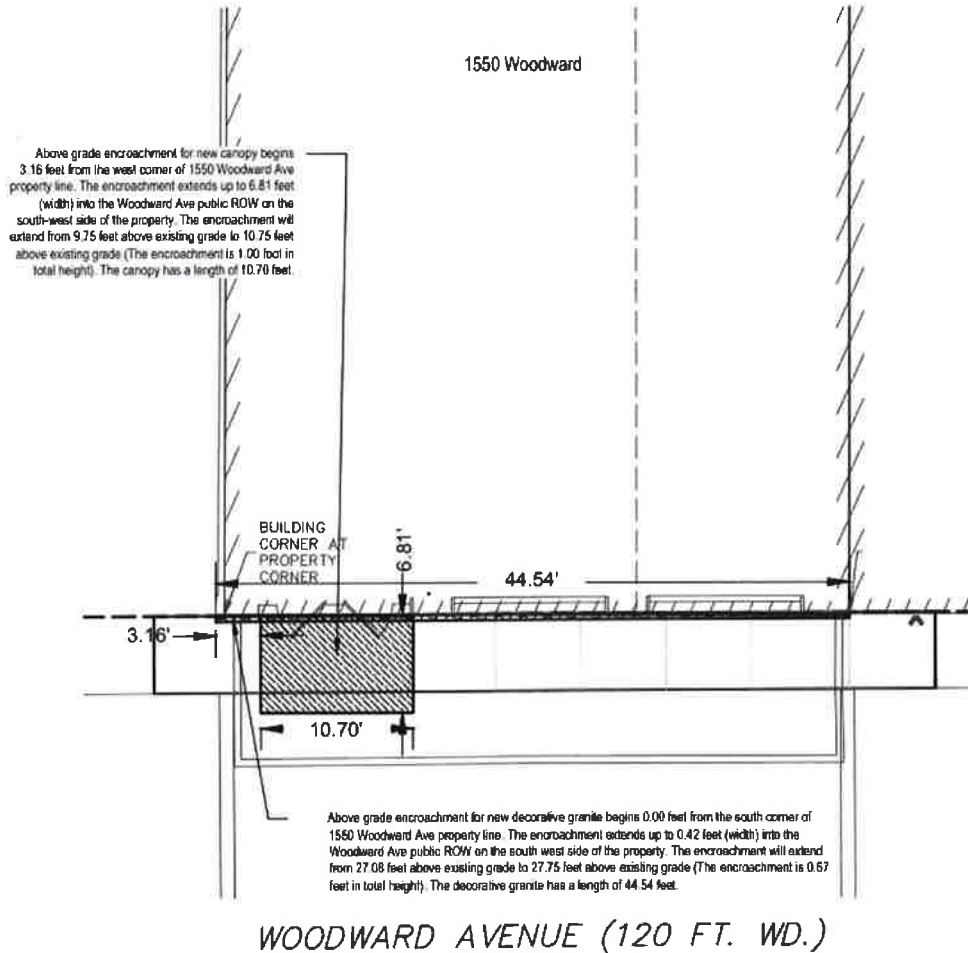 1550 Woodward
Above grade encroachment for new canopy begins
3.16 feet from the west corner of 1550 Woodward Ave
property line. The encroachment extends up to 6.81 feet
(width) into the Woodward Ave public ROW on the
south-west side of the property. The encroachment will
extend from 9.75 feet above existing grade to 10.75 feet
above existing grade (The encroachment is 1.00 foot in
total height). The canopy has a length of 10.70 feet.
BUILDING
CORNER AT
PROPERTY
CORNER
6.81'
44.54'
3.16'
10.70'
Above grade encroachment for new decorative granite begins 0.00 feet from the south corner of
1550 Woodward Ave property line. The encroachment extends up to 0.42 feet (width) into the
Woodward Ave public ROW on the south west side of the property. The encroachment will extend
from 27.08 feet above existing grade to 27.75 feet above existing grade (The encroachment is 0.67
feet in total height). The decorative granite has a length of 44.54 feet.
WOODWARD AVENUE (120 FT. WD.)